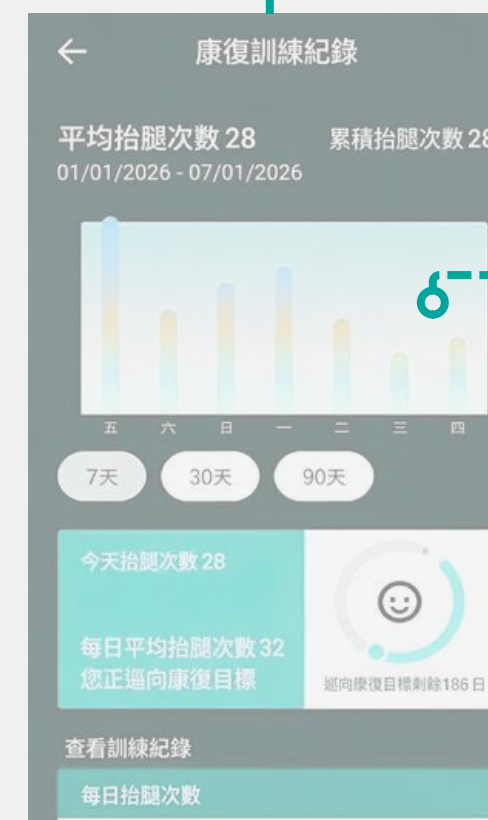 康復訓練紀錄
平均抬腿次數 28
累積抬腿次數 28
01/01/2026 - 07/01/2026
五 六 日 一 二 三 四
7天 30天 90天
今天抬腿次數 28
每日平均抬腿次數 32
您正巡向康復目標
巡向康復目標剩餘186日
查看訓練紀錄
每日抬腿次數